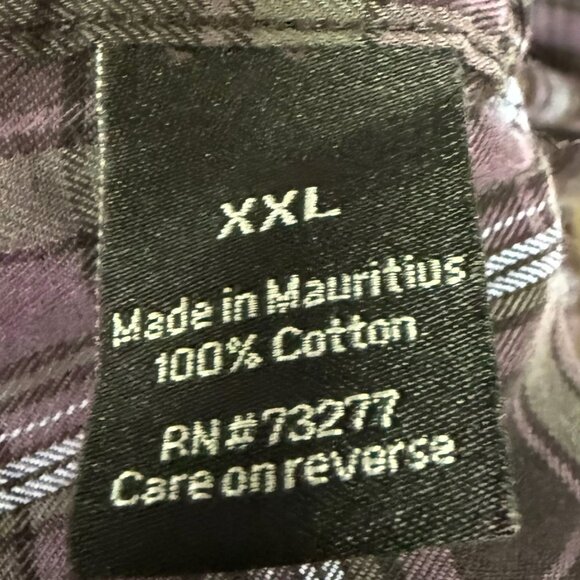 XXL
Made in Mauritius
100% Cotton
RN#73277
Care on reverse